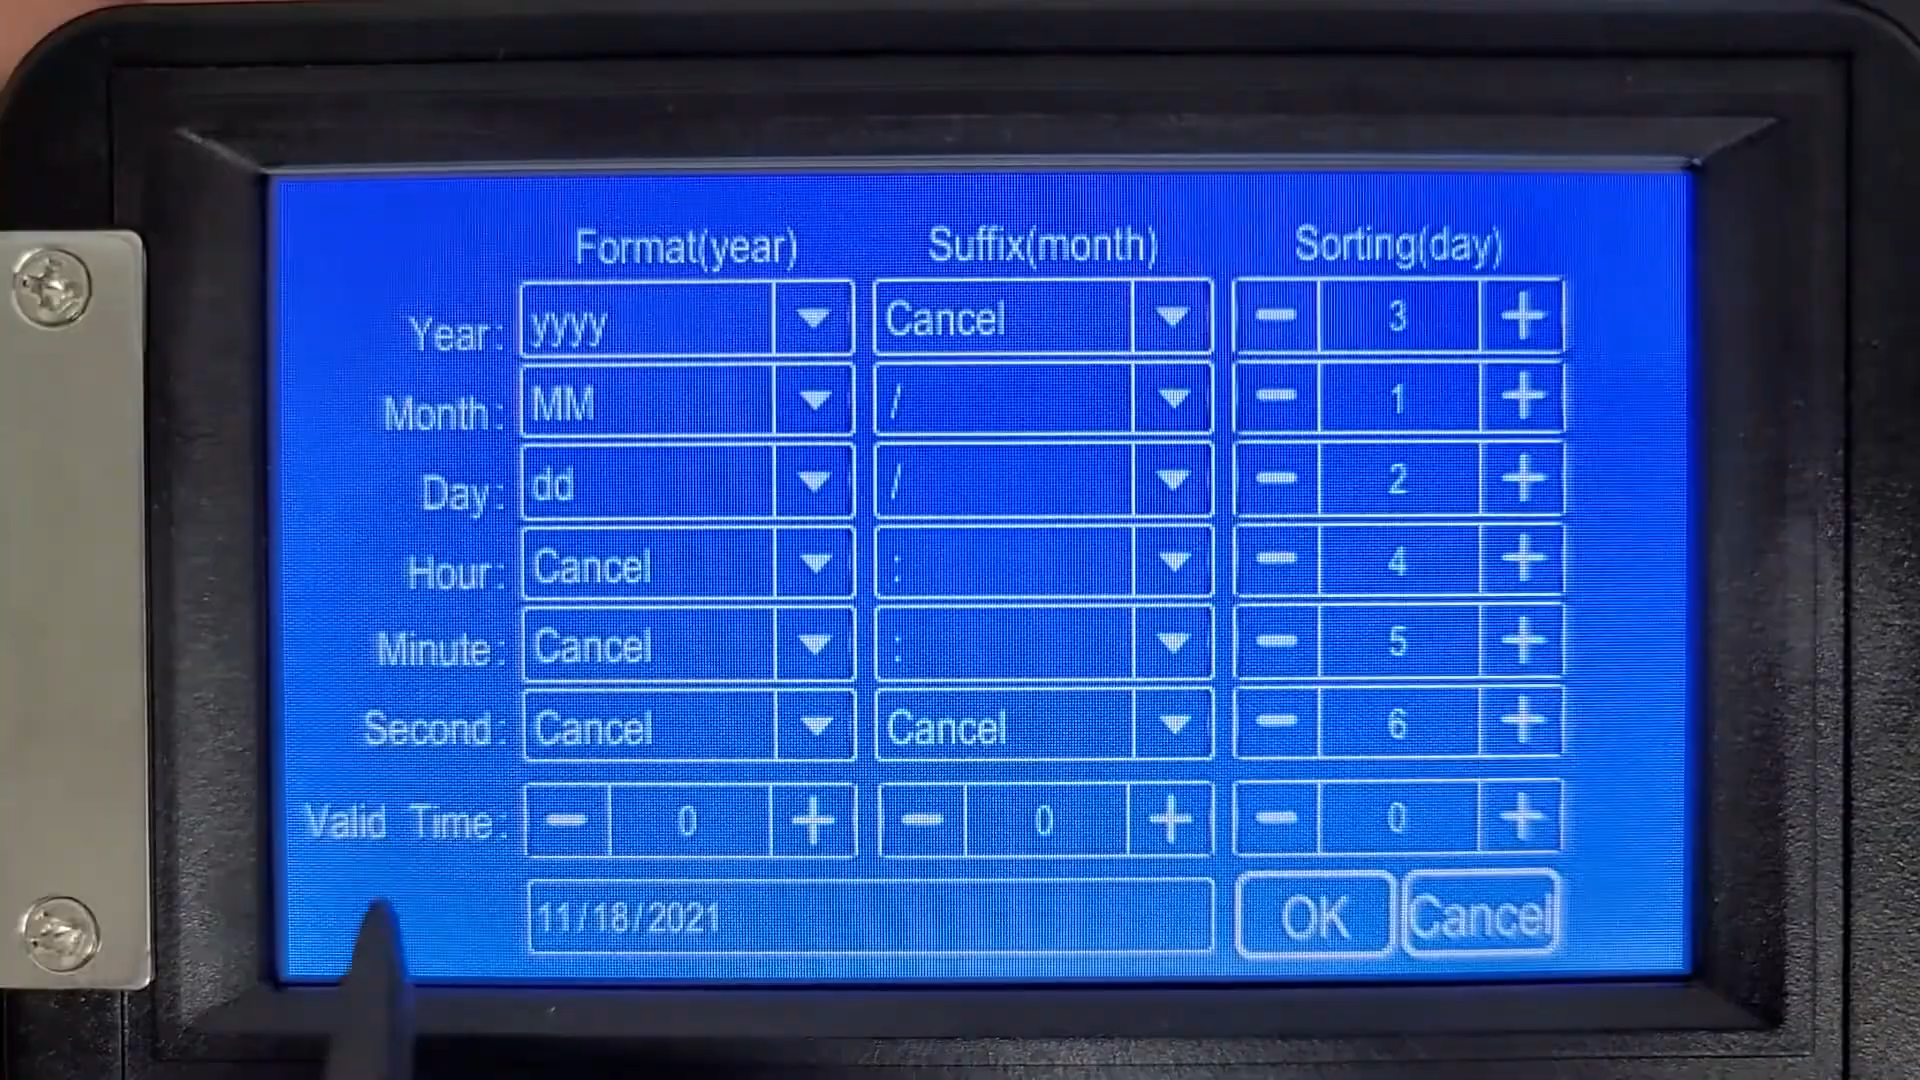 Format(year) Suffix(month) Sorting(day)
Year: yyyy Cancel 3
Month: MM / 1
Day: dd / 2
Hour: Cancel : 4
Minute: Cancel : 5
Second: Cancel Cancel 6
Valid Time: 0 0 0
11/18/2021 OK Cancel